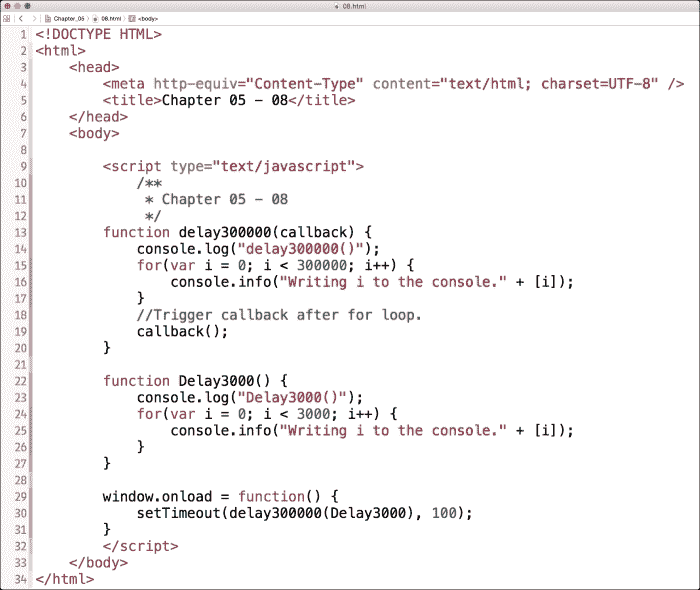 08.html
Chapter_05 08.html <body>
1 <!DOCTYPE HTML>
2 <html>
3 <head>
4 <meta http-equiv="Content-Type" content="text/html; charset=UTF-8" />
5 <title>Chapter 05 - 08</title>
6 </head>
7 <body>
8
9 <script type="text/javascript">
10 /**
11 * Chapter 05 - 08
12 */
13 function delay300000(callback) {
14 console.log("delay300000()");
15 for(var i = 0; i < 300000; i++) {
16 console.info("Writing i to the console." + [i]);
17 }
18 //Trigger callback after for loop.
19 callback();
20 }
21
22 function Delay3000() {
23 console.log("Delay3000()");
24 for(var i = 0; i < 3000; i++) {
25 console.info("Writing i to the console." + [i]);
26 }
27 }
28
29 window.onload = function() {
30 setTimeout(delay300000(Delay3000), 100);
31 }
32 </script>
33 </body>
34 </html>